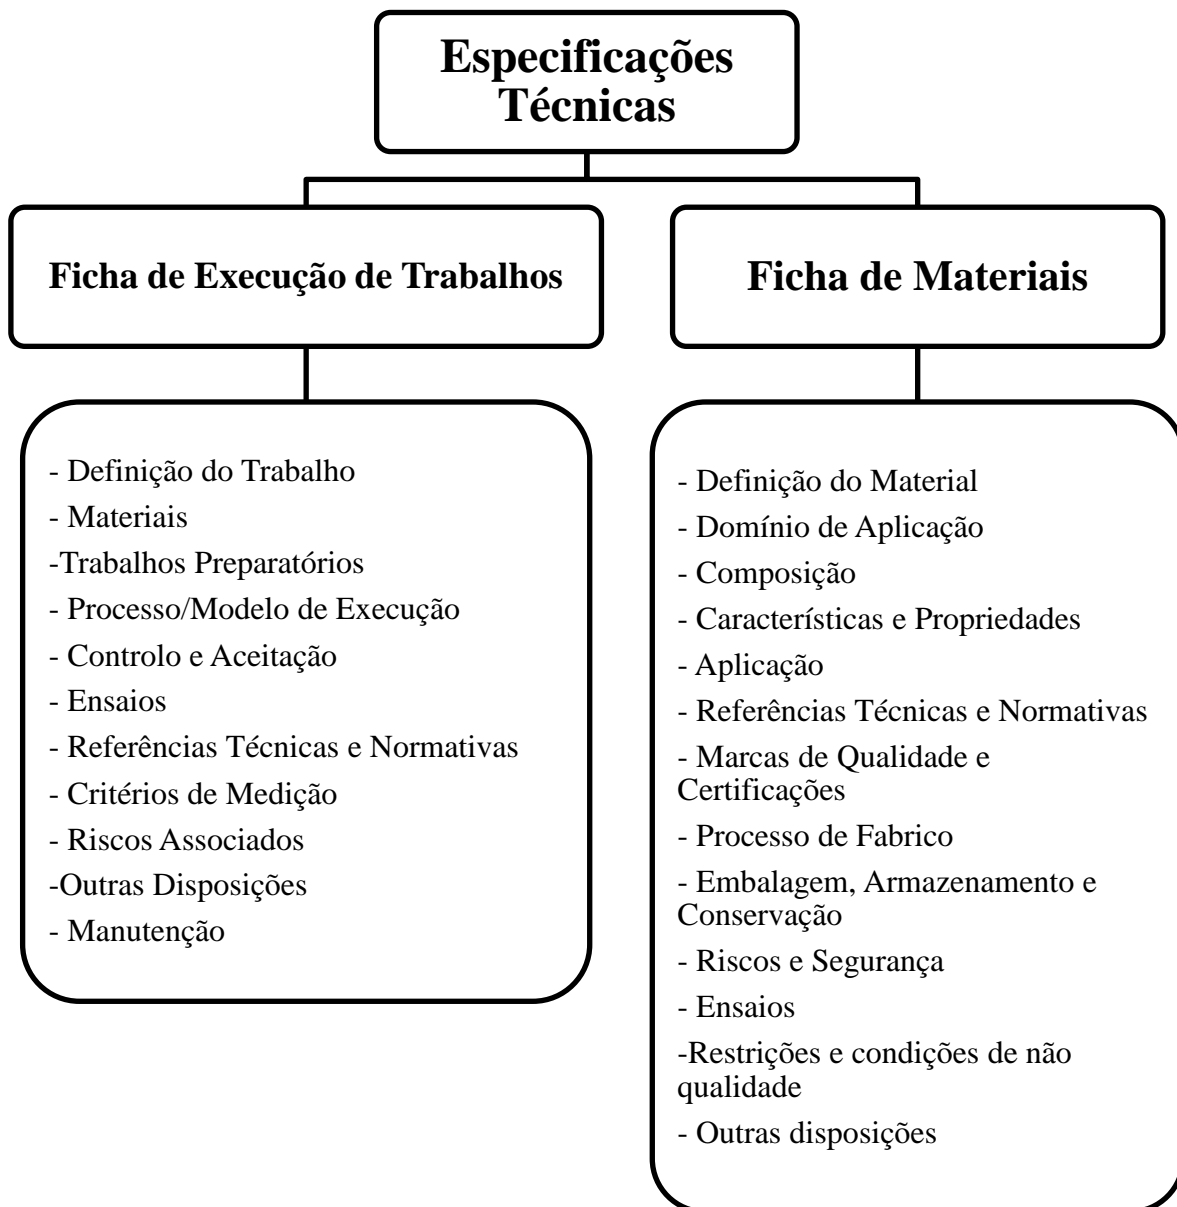 Especificações
Técnicas
Ficha de Execução de Trabalhos
- Definição do Trabalho
- Materiais
-Trabalhos Preparatórios
- Processo/Modelo de Execução
- Controlo e Aceitação
- Ensaios
- Referências Técnicas e Normativas
- Critérios de Medição
- Riscos Associados
-Outras Disposições
- Manutenção
Ficha de Materiais
- Definição do Material
- Domínio de Aplicação
- Composição
- Características e Propriedades
- Aplicação
- Referências Técnicas e Normativas
- Marcas de Qualidade e
Certificações
- Processo de Fabrico
- Embalagem, Armazenamento e
Conservação
- Riscos e Segurança
- Ensaios
-Restrições e condições de não
qualidade
- Outras disposições